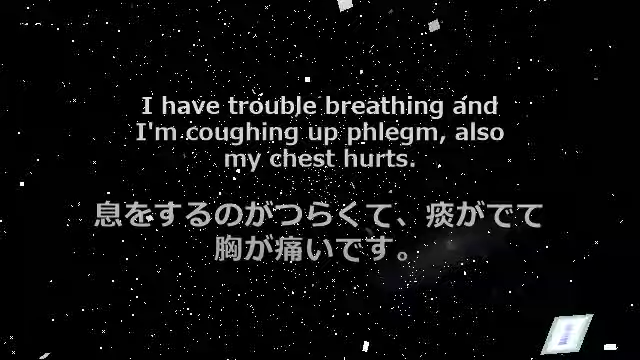 I have trouble breathing and
I'm coughing up phlegm, also
my chest hurts.
息をするのがつらくて、痰がでて
胸が痛いです。